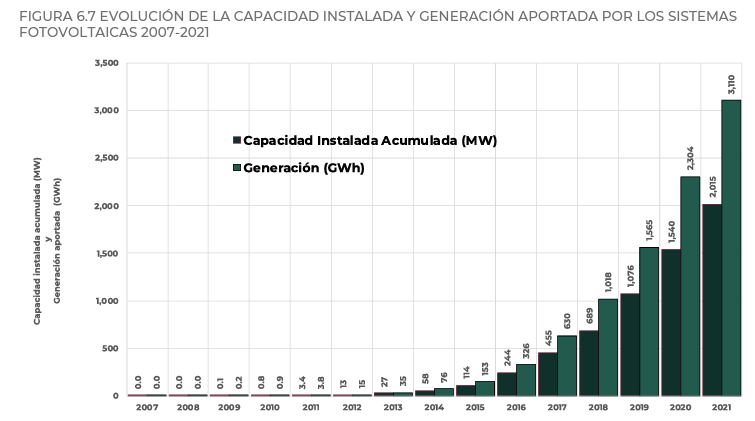 FIGURA 6.7 EVOLUCIÓN DE LA CAPACIDAD INSTALADA Y GENERACIÓN APORTADA POR LOS SISTEMAS
FOTOVOLTAICAS 2007-2021
Capacidad instalada acumulada (MW)
y
Generación aportada (GWh)
3,500
3,000
2,500
2,000
1,500
1,000
500
0
Capacidad Instalada Acumulada (MW)
Generación (GWh)
0.0 0.0
0.0 0.0
0.1 0.2
0.8 0.9
3.4 3.8
13 15
27 35
58 76
114 153
244 326
455 630
689 1,018
1,076 1,565
1,540 2,304
2,015 3,110
2007 2008 2009 2010 2011 2012 2013 2014 2015 2016 2017 2018 2019 2020 2021